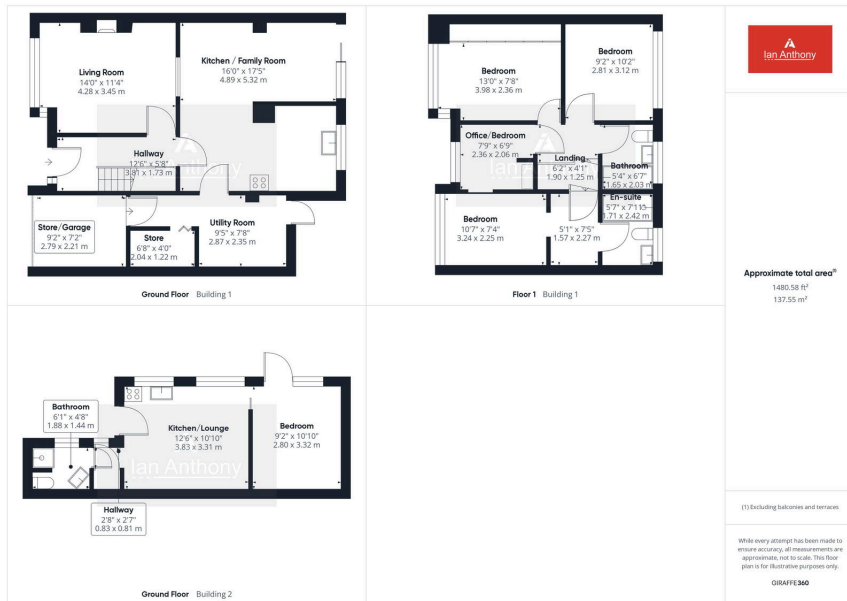 Living Room
14'0" x 11'4"
4.28 x 3.45 m
Kitchen / Family Room
16'0" x 17'5"
4.89 x 5.32 m
Hallway
12'6" x 5'8"
3.81 x 1.73 m
Store/Garage
9'2" x 7'2"
2.79 x 2.21 m
Store
6'8" x 4'0"
2.04 x 1.22 m
Utility Room
9'5" x 7'8"
2.87 x 2.35 m
Ground Floor Building 1
Bedroom
13'0" x 7'8"
3.98 x 2.36 m
Bedroom
9'2" x 10'2"
2.81 x 3.12 m
Office/Bedroom
7'9" x 6'9"
2.36 x 2.06 m
Landing
6'2" x 4'1"
1.90 x 1.25 m
Bathroom
5'4" x 6'7"
1.65 x 2.03 m
En-suite
1.71 x 2.42 m
Bedroom
10'7" x 7'4"
3.24 x 2.25 m
5'1" x 7'5"
1.57 x 2.27 m
Floor 1 Building 1
Bathroom
6'1" x 4'8"
1.88 x 1.44 m
Kitchen/Lounge
12'6" x 10'10"
3.83 x 3.31 m
Bedroom
9'2" x 10'10"
2.80 x 3.32 m
Ian Anthony
Hallway
2'8" x 2'7"
0.83 x 0.81 m
Ground Floor Building 2
Ian Anthony
Approximate total area(1)
1480.58 ft²
137.55 m²
(1) Excluding balconies and terraces
While every attempt has been made to
ensure accuracy, all measurements are
approximate, not to scale. This floor
plan is for illustrative purposes only.
GIRAFFE360